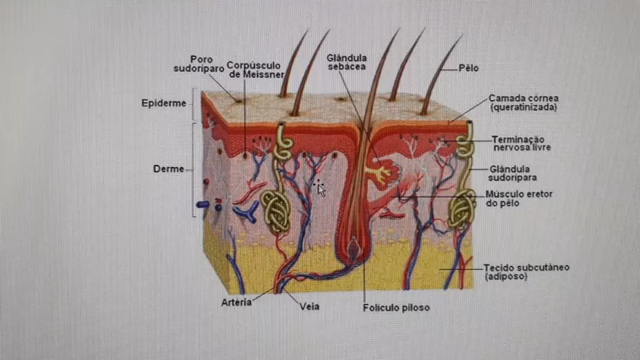 Poro
sudoríparo
Corpúsculo
de Meissner
Glândula
sebácea
Pêlo
Epiderme
Camada córnea
(queratinizada)
Terminação
nervosa livre
Derme
Glândula
sudorípara
Músculo eretor
do pêlo
Tecido subcutâneo
(adiposo)
Artéria
Veia
Folículo piloso